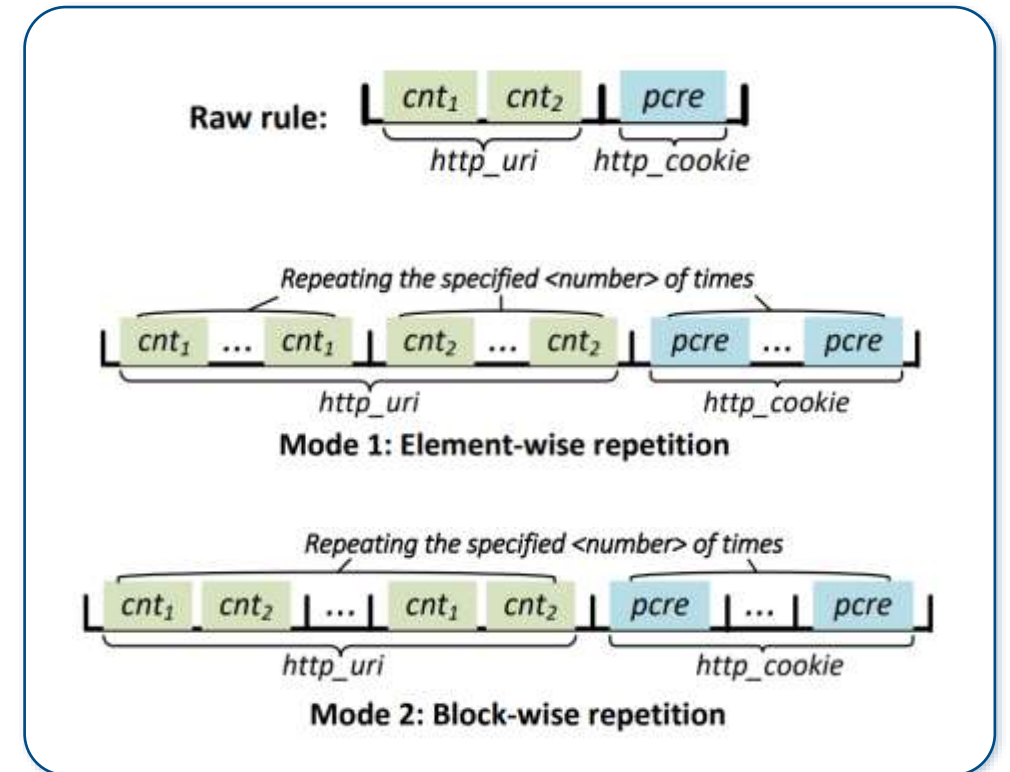 Raw rule: cnt₁ cnt₂ pcre
http_uri http_cookie
Repeating the specified <number> of times
cnt₁ ... cnt₁ cnt₂ ... cnt₂ pcre ... pcre
http_uri http_cookie
Mode 1: Element-wise repetition
Repeating the specified <number> of times
cnt₁ cnt₂ ... cnt₁ cnt₂ pcre ... pcre
http_uri http_cookie
Mode 2: Block-wise repetition